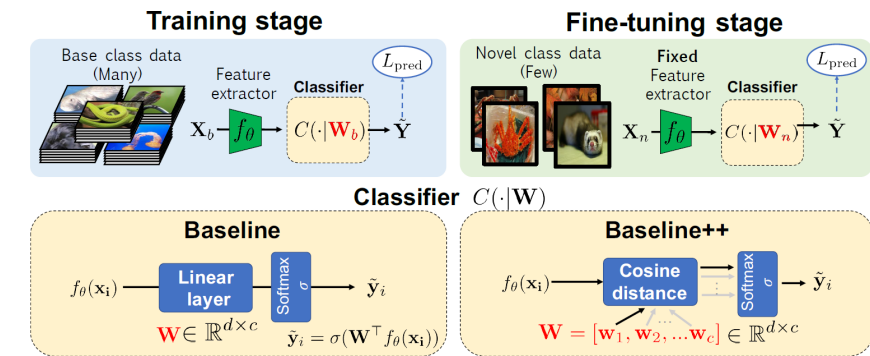 Training stage
Base class data
(Many)
Feature
extractor
Classifier
L_pred
X_b f_θ C(·|W_b) Ỹ
Fine-tuning stage
Novel class data
(Few)
Fixed
Feature
extractor
Classifier
L_pred
X_n f_θ C(·|W_n) Ỹ
Classifier C(·|W)
Baseline
f_θ(x_i)
Linear
layer
Softmax
σ
ỹ_i
W ∈ ℝ^{d×c}
ỹ_i = σ(W^⊤ f_θ(x_i))
Baseline++
f_θ(x_i)
Cosine
distance
Softmax
σ
ỹ_i
W = [w_1, w_2, ...w_c] ∈ ℝ^{d×c}